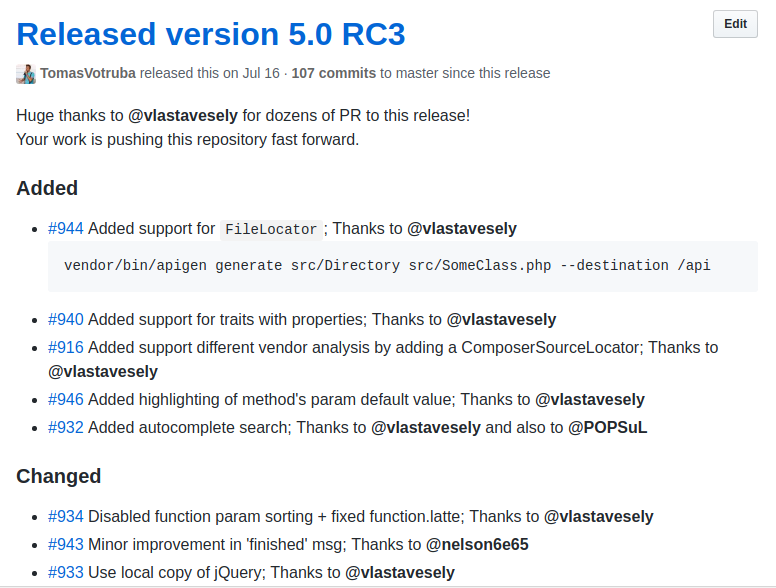 Released version 5.0 RC3
Edit
TomasVotruba released this on Jul 16 · 107 commits to master since this release
Huge thanks to @vlastavesely for dozens of PR to this release!
Your work is pushing this repository fast forward.
Added
• #944 Added support for FileLocator ; Thanks to @vlastavesely
vendor/bin/apigen generate src/Directory src/SomeClass.php --destination /api
• #940 Added support for traits with properties; Thanks to @vlastavesely
• #916 Added support different vendor analysis by adding a ComposerSourceLocator; Thanks to
@vlastavesely
• #946 Added highlighting of method's param default value; Thanks to @vlastavesely
• #932 Added autocomplete search; Thanks to @vlastavesely and also to @POPSuL
Changed
• #934 Disabled function param sorting + fixed function.latte; Thanks to @vlastavesely
• #943 Minor improvement in 'finished' msg; Thanks to @nelson6e65
• #933 Use local copy of jQuery; Thanks to @vlastavesely